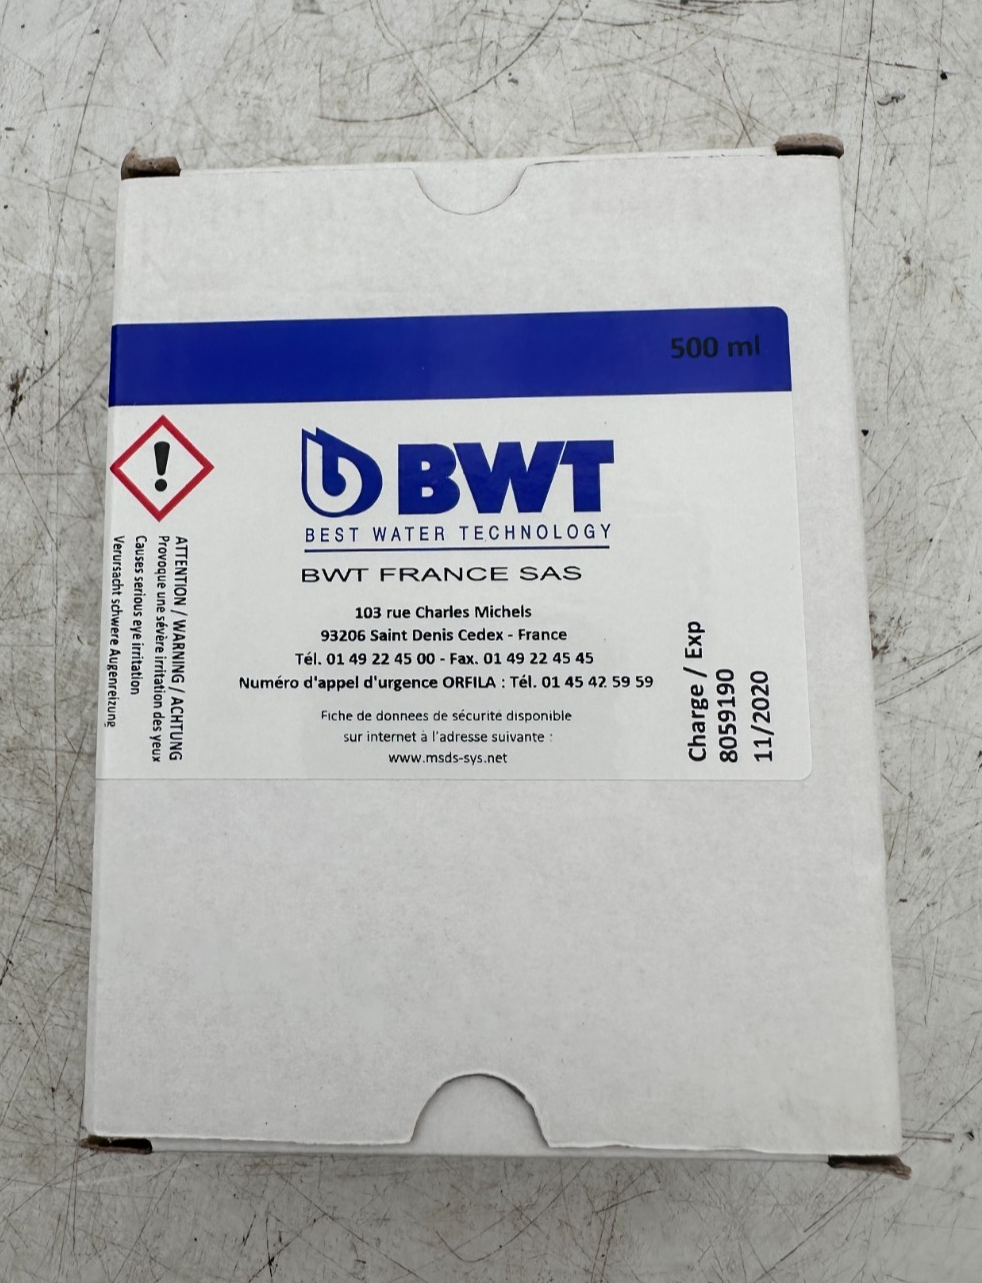 500 ml
BWT
BEST WATER TECHNOLOGY
BWT FRANCE SAS
103 rue Charles Michels
93206 Saint Denis Cedex - France
Tél. 01 49 22 45 00 - Fax. 01 49 22 45 45
Numéro d'appel d'urgence ORFILA : Tél. 01 45 42 59 59
Fiche de donnees de sécurité disponible
sur internet à l'adresse suivante :
www.msds-sys.net
ATTENTION / WARNING / ACHTUNG
Provoque une sévère irritation des yeux
Causes serious eye irritation
Verursacht schwere Augenreizung
Charge / Exp
8059190
11/2020